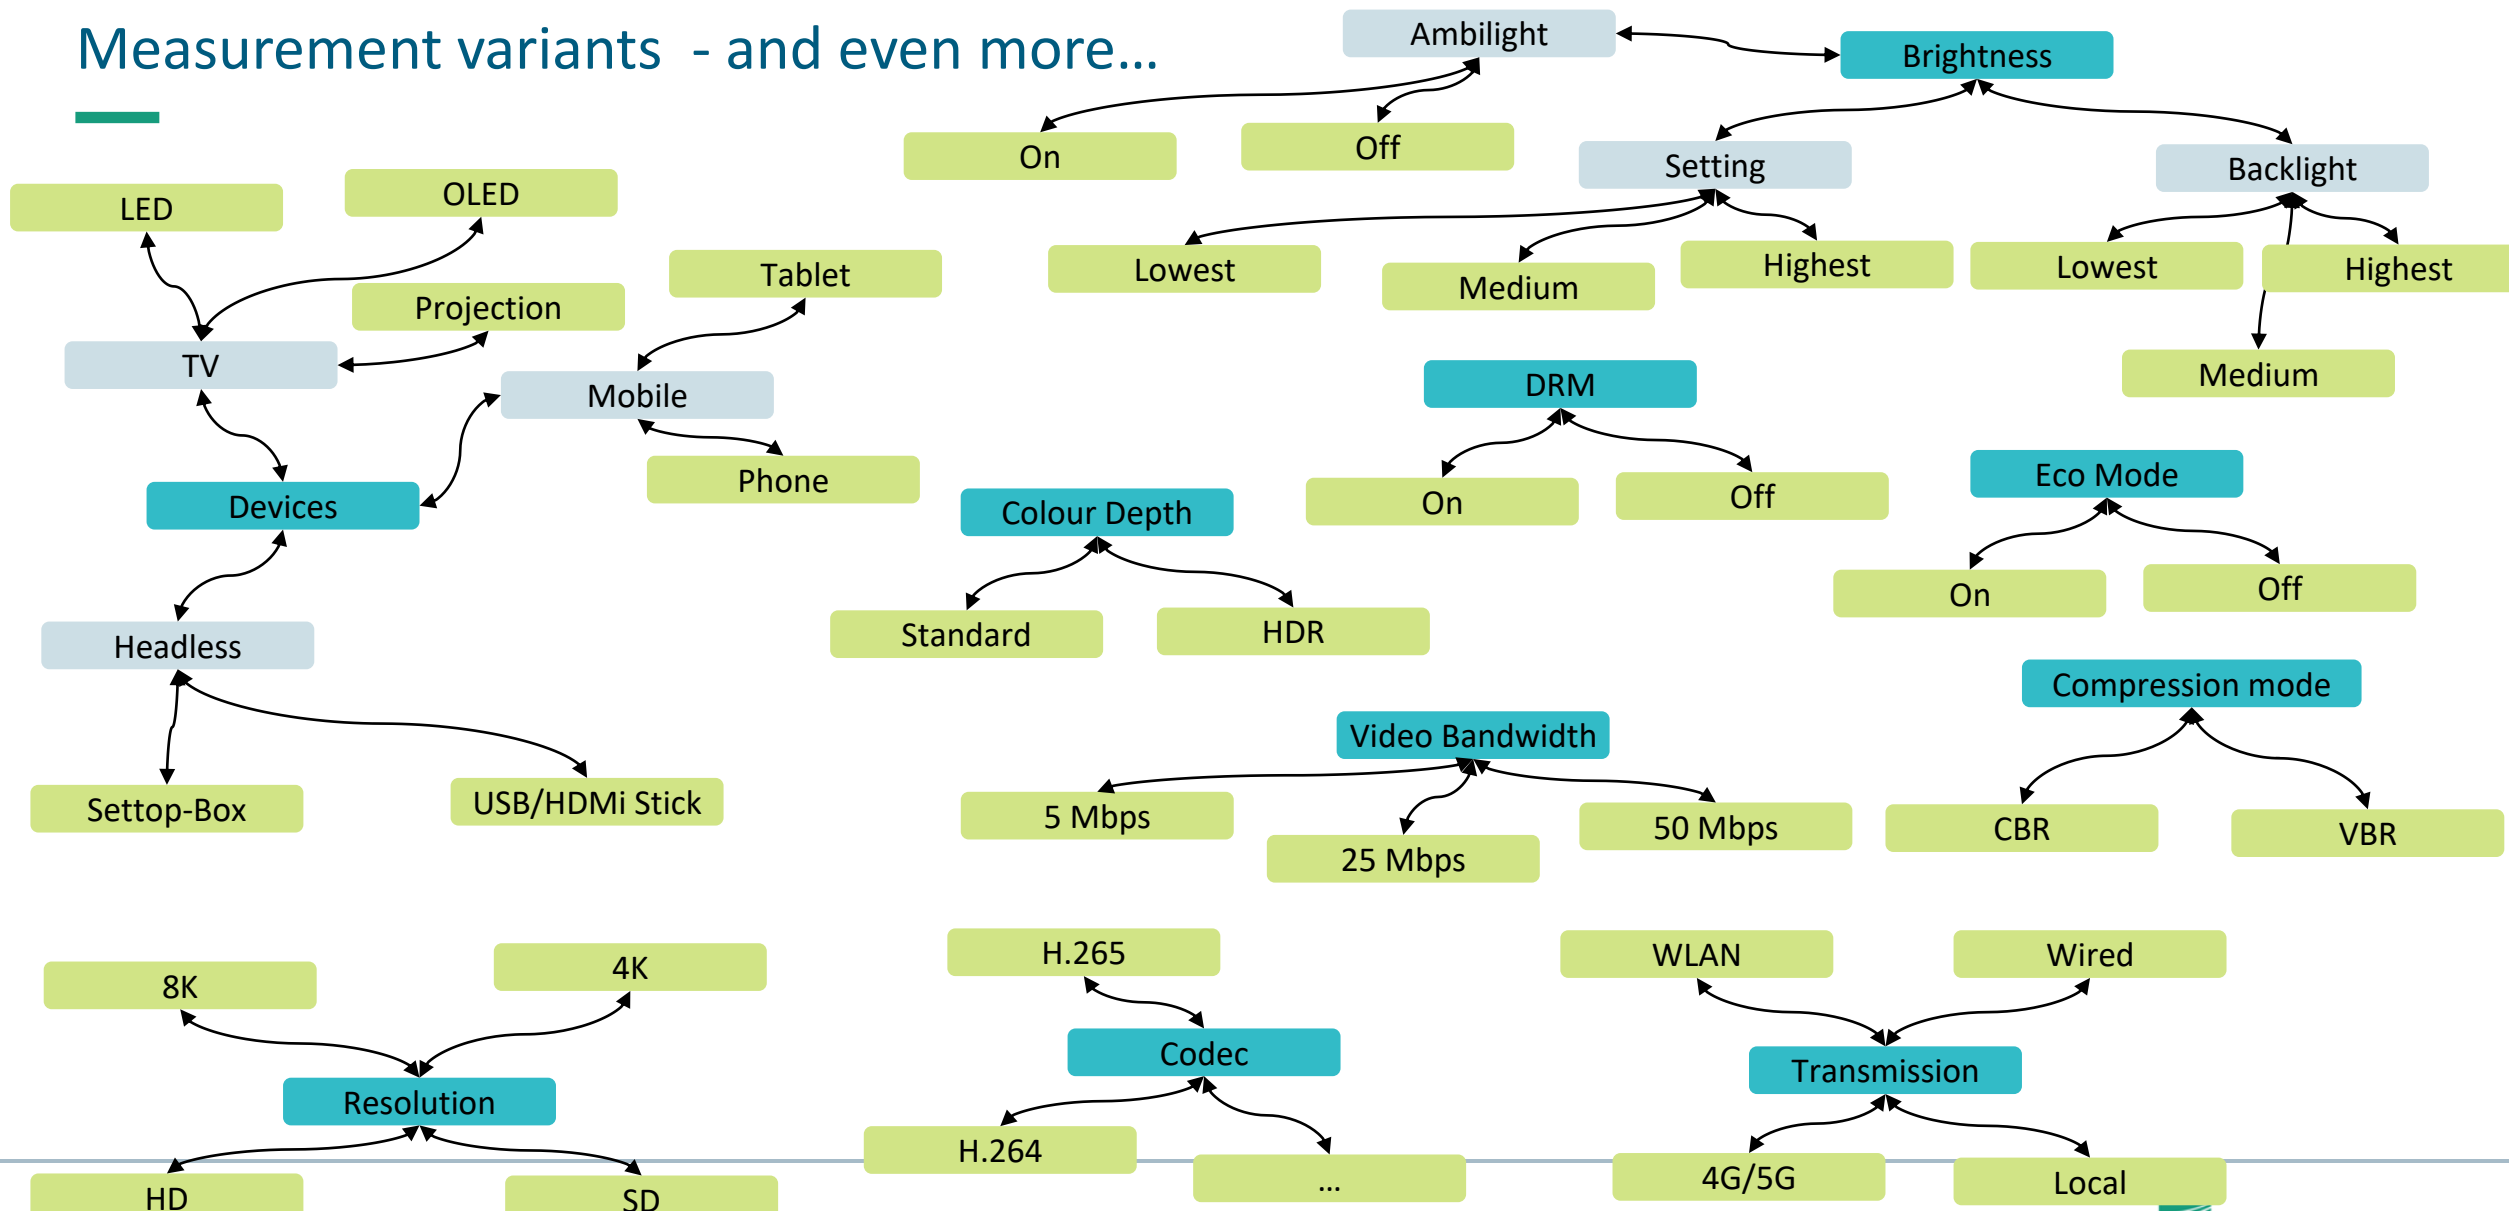 Measurement variants - and even more...
Ambilight
Brightness
On
Off
Setting
Backlight
LED
OLED
Tablet
Lowest
Medium
Highest
Lowest
Highest
Projection
TV
Mobile
DRM
Medium
Phone
Devices
Colour Depth
On
Off
Eco Mode
Standard
HDR
On
Off
Headless
Compression mode
Video Bandwidth
Settop-Box
USB/HDMi Stick
5 Mbps
25 Mbps
50 Mbps
CBR
VBR
8K
4K
H.265
WLAN
Wired
Resolution
Codec
Transmission
HD
SD
H.264
...
4G/5G
Local